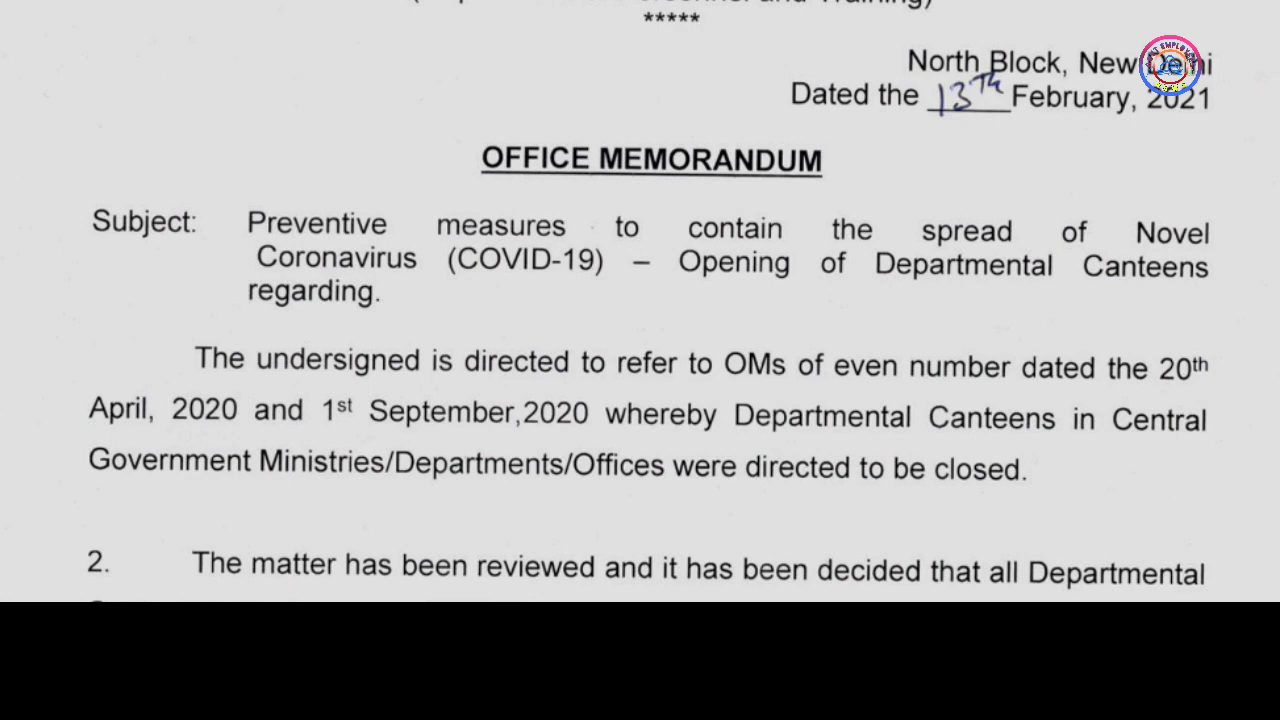 *****
North Block, New Delhi
Dated the 13Th February, 2021
OFFICE MEMORANDUM
Subject: Preventive measures to contain the spread of Novel
Coronavirus (COVID-19) – Opening of Departmental Canteens
regarding.
The undersigned is directed to refer to OMs of even number dated the 20th
April, 2020 and 1st September,2020 whereby Departmental Canteens in Central
Government Ministries/Departments/Offices were directed to be closed.
2. The matter has been reviewed and it has been decided that all Departmental